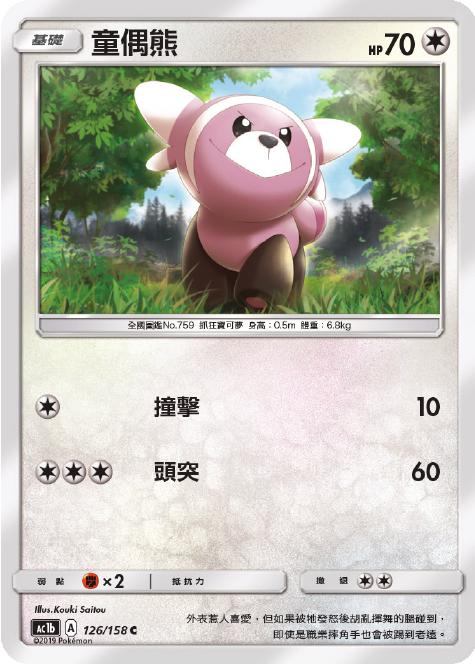 基礎 童偶熊 HP 70
全國圖鑑No.759 抓狂寶可夢 身高：0.5m 體重：6.8kg
撞擊 10
頭突 60
弱點 ×2 抵抗力 撤退
Illus.Kouki Saitou
AC1b A 126/158 C
©2019 Pokémon
外表惹人喜愛，但如果被牠發怒後胡亂揮舞的腿碰到，
即使是職業摔角手也會被踢到老遠。